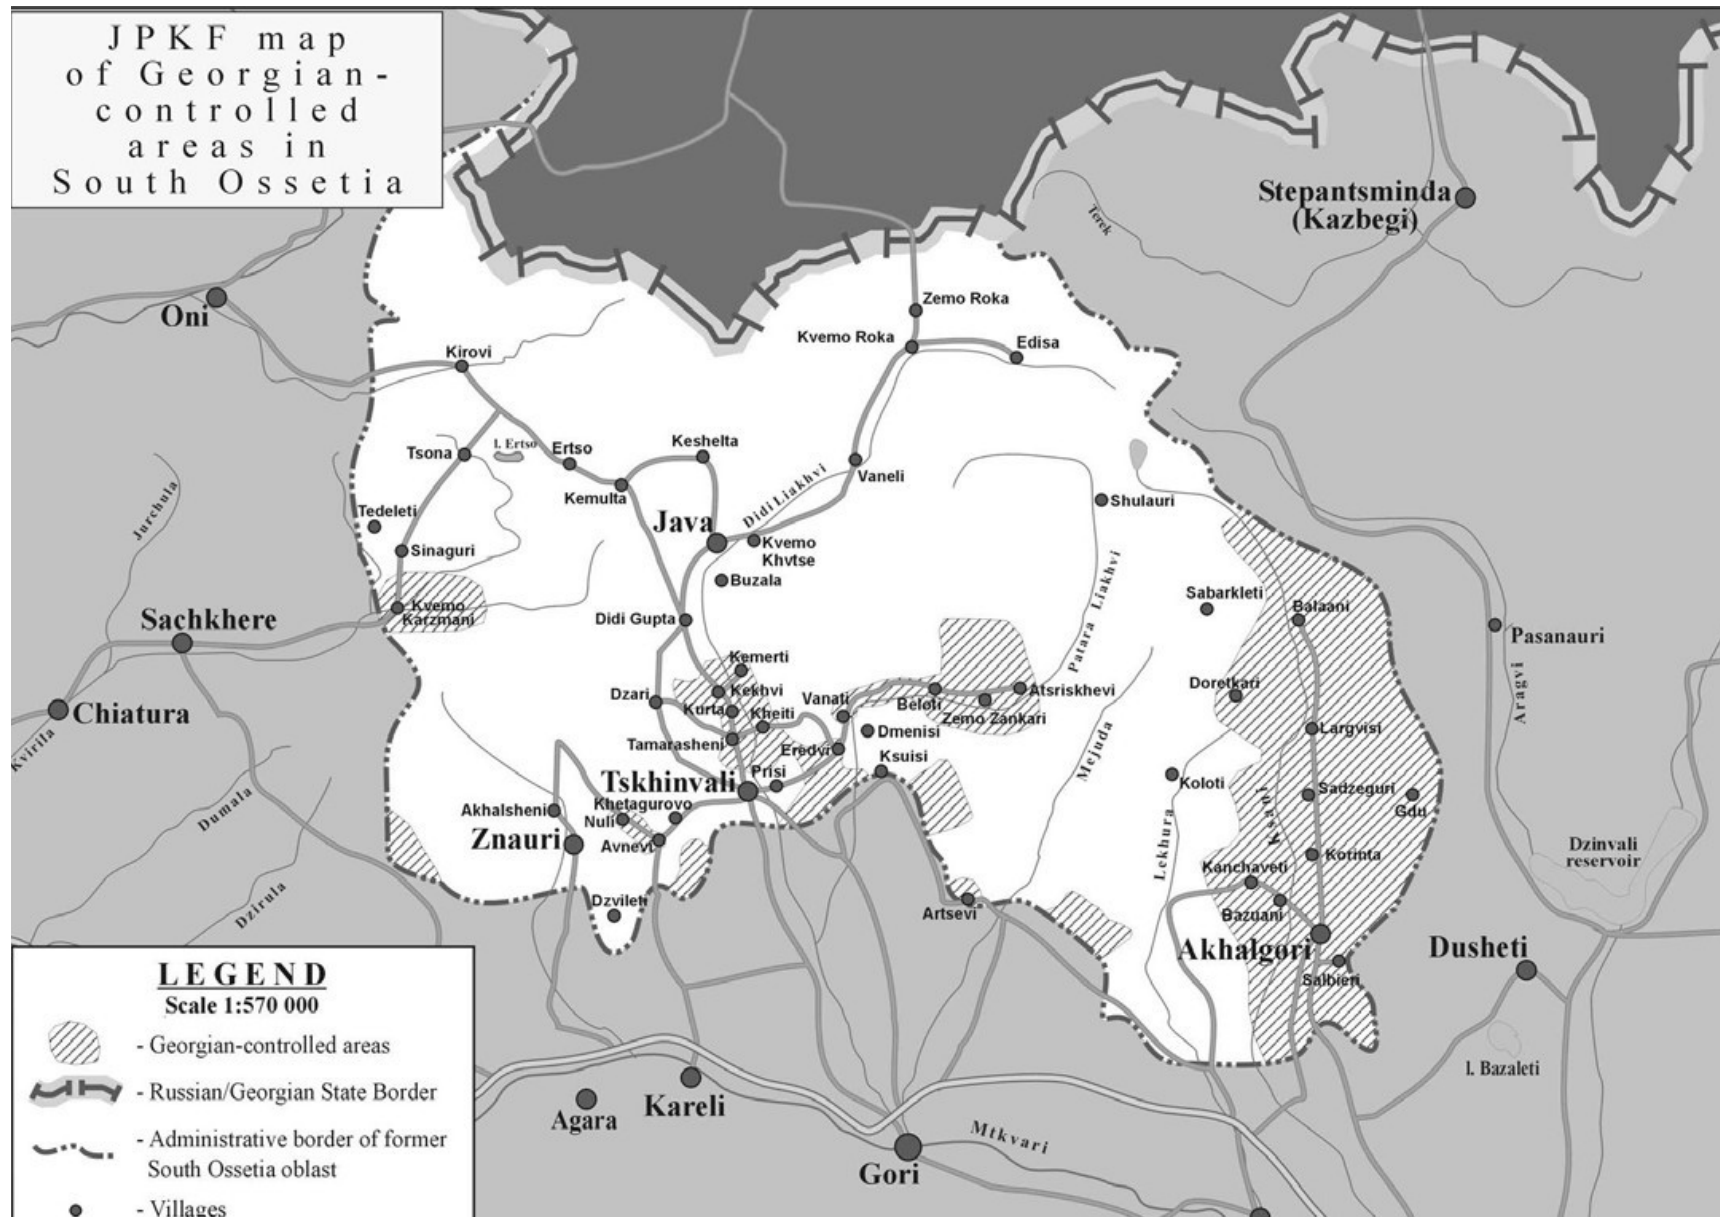 JPKF map
of Georgian-
controlled
areas in
South Ossetia
Stepantsminda
(Kazbegi)
Terek
Oni
Zemo Roka
Kvemo Roka
Edisa
Kirovi
Tsona
l. Ertso
Ertso
Keshelta
Kemulta
Vaneli
Didi Liakhvi
Shulauri
Tedeleti
Java
Kvemo
Khvtse
Sinaguri
Buzala
Jurchula
Patara Liakhvi
Sabarkleti
Balaani
Kvemo
Karzmani
Sachkhere
Didi Gupta
Pasanauri
Aragvi
Kemerti
Kekhvi
Dzari
Kurta
Kheiti
Vanati
Beloti
Atsriskhevi
Zemo Zankari
Doretkari
Chiatura
Kvirila
Tamarasheni
Eredvi
Dmenisi
Ksuisi
Largvisi
Mejuda
Prisi
Tskhinvali
Koloti
Sadzeguri
Gdu
Ksani
Akhalsheni
Khetagurovo
Nuli
Znauri
Avnevi
Dumala
Lekhura
Korinta
Kanchaveti
Dzinvali
reservoir
Dzirula
Dzvileti
Artsevi
Bazuani
Akhalgori
Dusheti
Salbieri
LEGEND
Scale 1:570 000
- Georgian-controlled areas
- Russian/Georgian State Border
- Administrative border of former
South Ossetia oblast
- Villages
l. Bazaleti
Agara
Kareli
Gori
Mtkvari